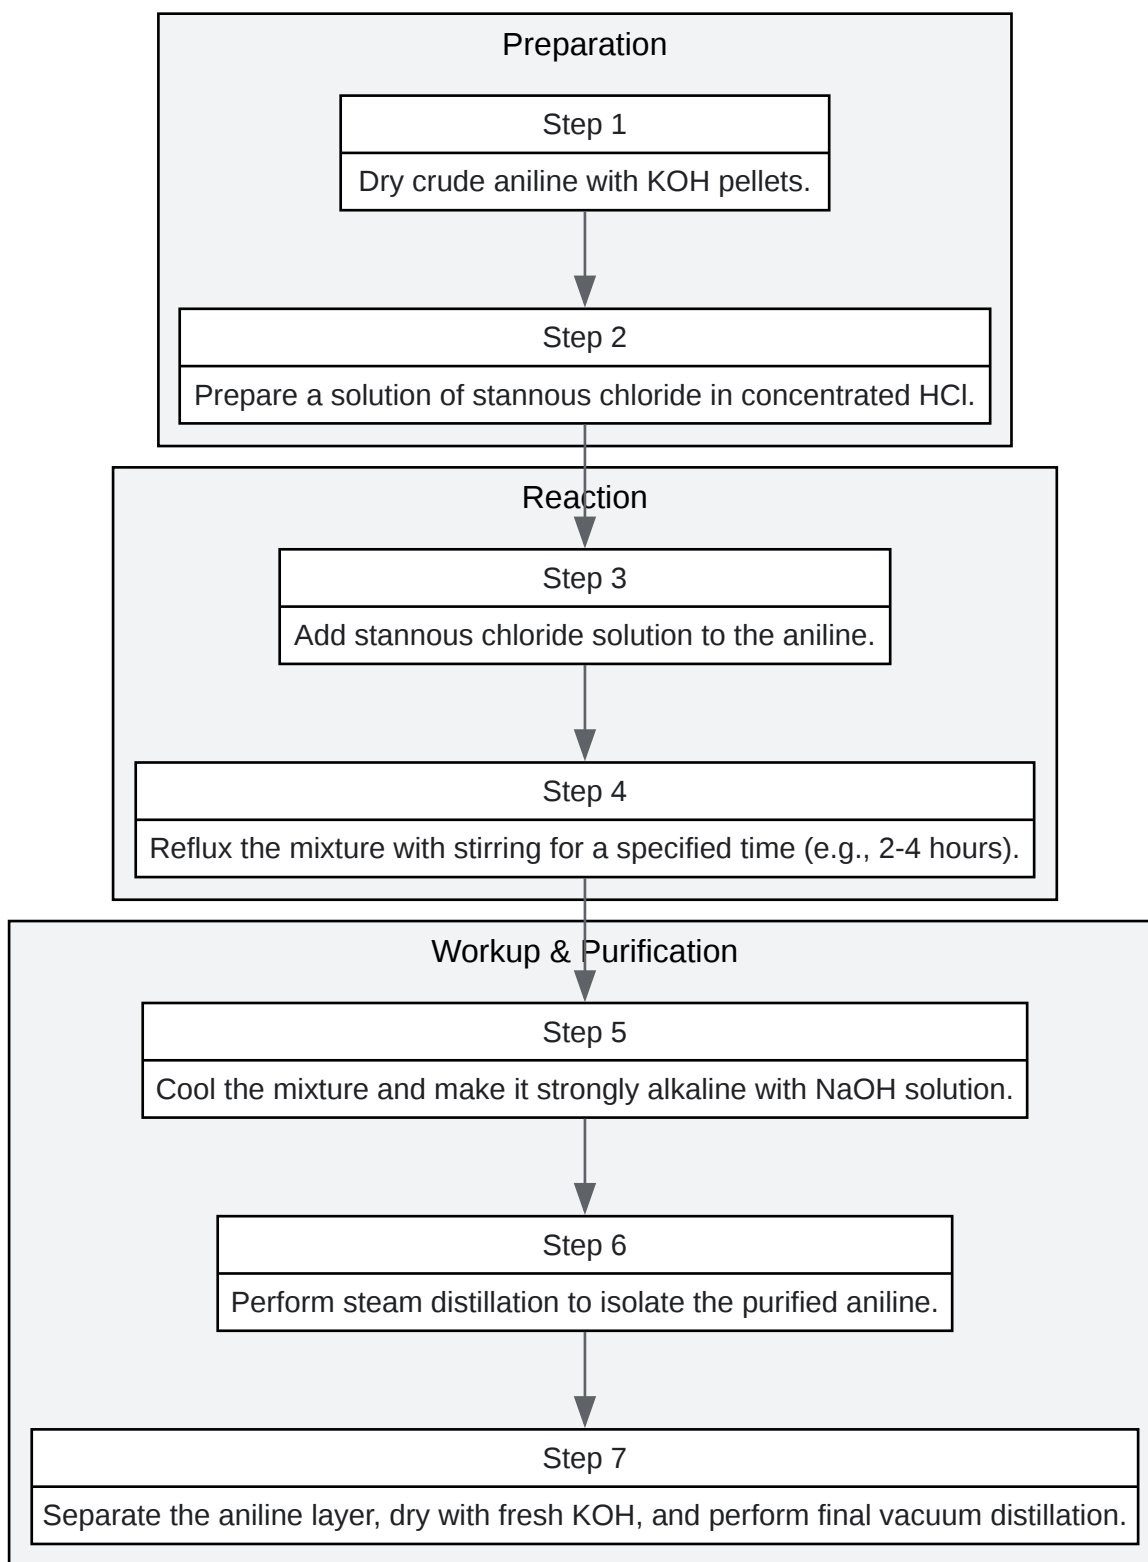 Preparation
Step 1
Dry crude aniline with KOH pellets.
Step 2
Prepare a solution of stannous chloride in concentrated HCl.
Reaction
Step 3
Add stannous chloride solution to the aniline.
Step 4
Reflux the mixture with stirring for a specified time (e.g., 2-4 hours).
Workup & Purification
Step 5
Cool the mixture and make it strongly alkaline with NaOH solution.
Step 6
Perform steam distillation to isolate the purified aniline.
Step 7
Separate the aniline layer, dry with fresh KOH, and perform final vacuum distillation.